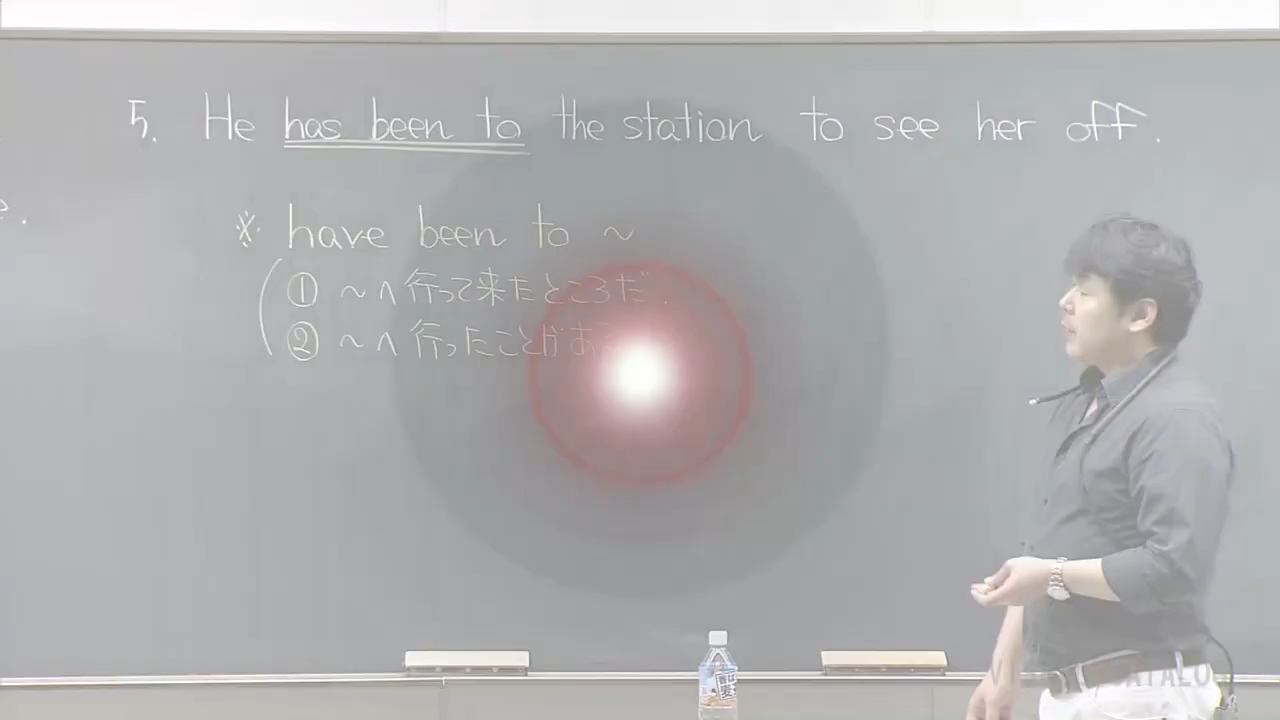 5. He has been to the station to see her off.
e.
※ have been to ~
① ~へ行って来たところだ.
② ~へ行ったことがある